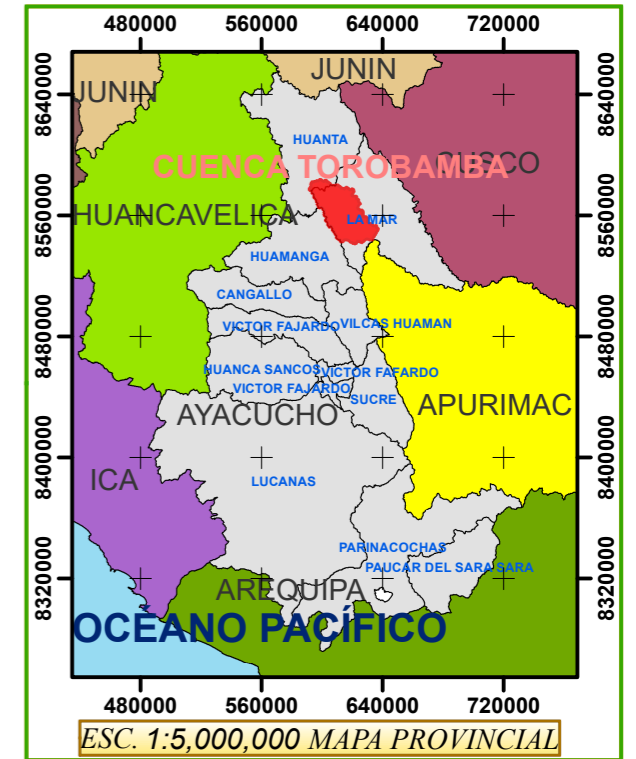 480000 560000 640000 720000
8640000 8640000
JUNIN
JUNIN
HUANTA
CUENCA TOROBAMBA
CUSCO
HUANCAVELICA
8560000 8560000
LA MAR
HUAMANGA
CANGALLO
VICTOR FAJARDO
VILCAS HUAMAN
8480000 8480000
HUANCA SANCOS
VICTOR FAFARDO
VICTOR FAJARDO
SUCRE
AYACUCHO
APURIMAC
8400000 8400000
ICA
LUCANAS
PARINACOCHAS
PAUCAR DEL SARA SARA
8320000 8320000
AREQUIPA
OCÉANO PACÍFICO
480000 560000 640000 720000
ESC. 1:5,000,000 MAPA PROVINCIAL